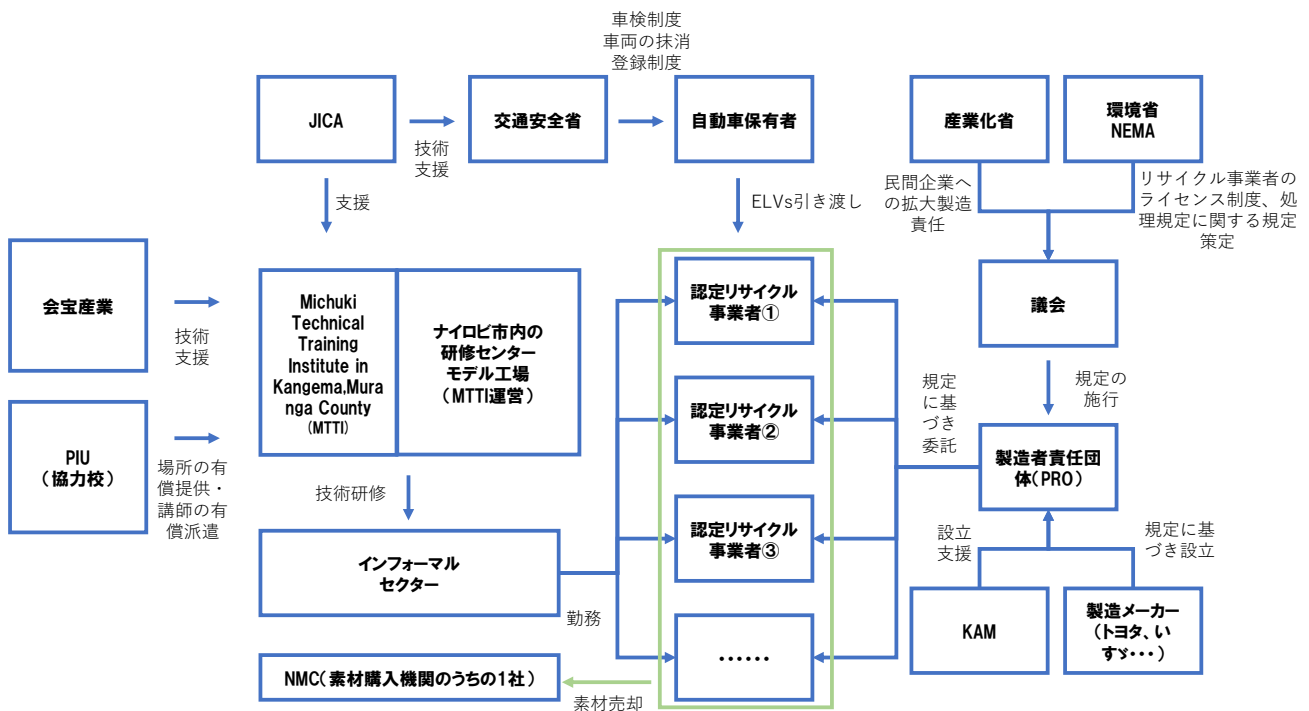 車検制度
車両の抹消
登録制度
JICA
交通安全省
自動車保有者
産業化省
環境省
NEMA
技術
支援
支援
ELVs引き渡し
民間企業へ
の拡大製造
責任
リサイクル事業者の
ライセンス制度、処
理規定に関する規定
策定
会宝産業
技術
支援
Michuki
Technical
Training
Institute in
Kangema,Mura
nga County
(MTTI)
ナイロビ市内の
研修センター
モデル工場
(MTTI運営)
認定リサイクル
事業者①
議会
規定
に基
づき
委託
規定の
施行
PIU
(協力校)
場所の有
償提供・
講師の有
償派遣
認定リサイクル
事業者②
製造者責任団
体(PRO)
技術研修
インフォーマル
セクター
勤務
認定リサイクル
事業者③
設立
支援
規定に基
づき設立
KAM
製造メーカー
(トヨタ、い
すゞ・・・)
……
NMC(素材購入機関のうちの1社)
素材売却